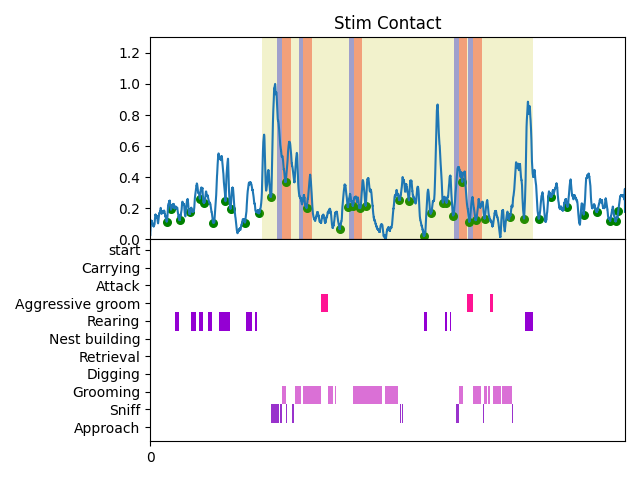 Stim Contact
1.2
1.0
0.8
0.6
0.4
0.2
0.0
start
Carrying
Attack
Aggressive groom
Rearing
Nest building
Retrieval
Digging
Grooming
Sniff
Approach
0